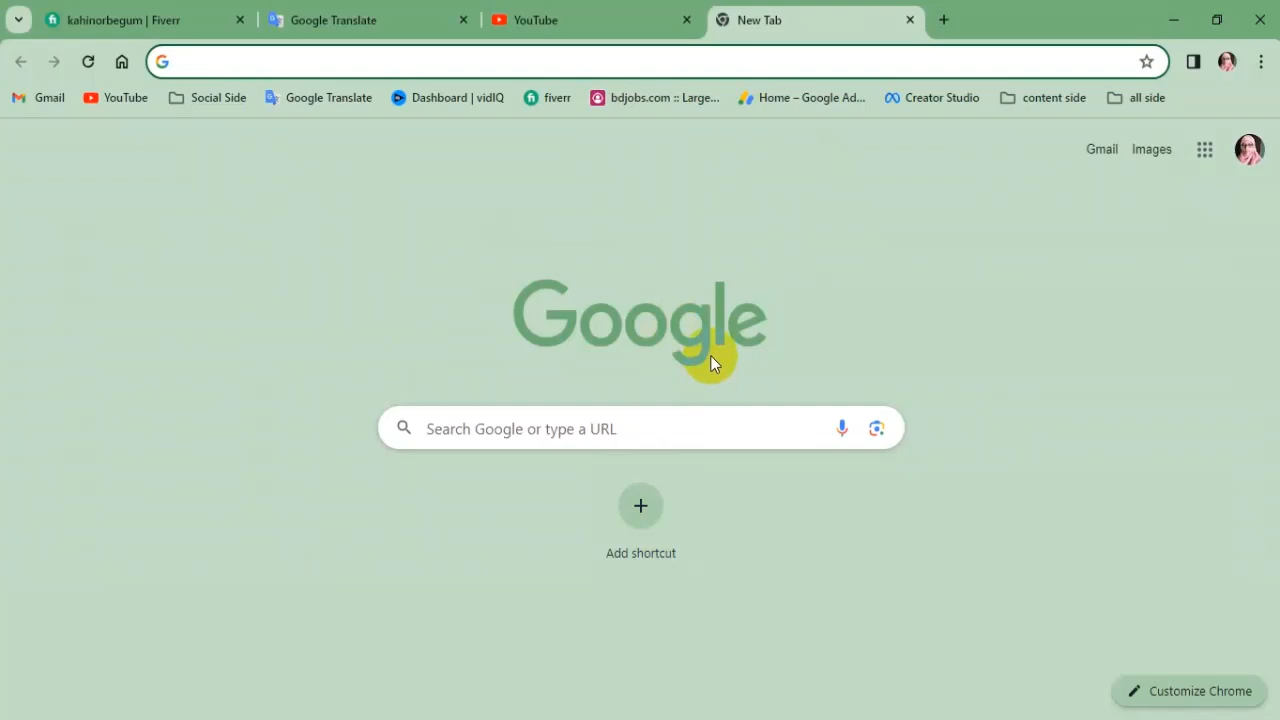 kahinorbegum | Fiverr
Google Translate
YouTube
New Tab
Gmail
YouTube
Social Side
Google Translate
Dashboard | vidIQ
fiverr
bdjobs.com :: Large...
Home – Google Ad...
Creator Studio
content side
all side
Gmail
Images
Google
Search Google or type a URL
Add shortcut
Customize Chrome